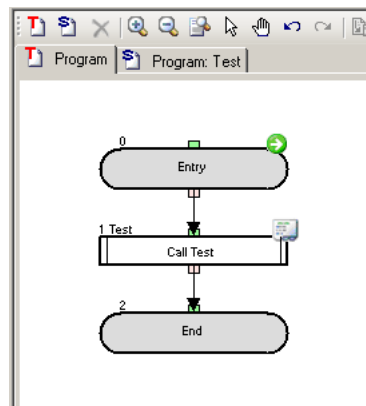 Program
Program: Test
0
Entry
1 Test
Call Test
2
End